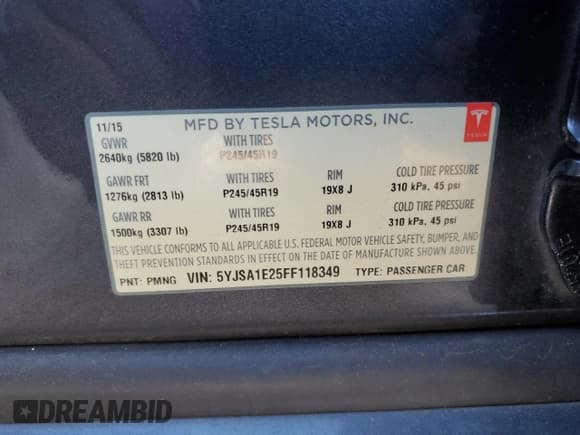 11/15 MFD BY TESLA MOTORS, INC.
TESLA
GVWR WITH TIRES
2640kg (5820 lb) P245/45R19
GAWR FRT WITH TIRES RIM COLD TIRE PRESSURE
1276kg (2813 lb) P245/45R19 19X8 J 310 kPa, 45 psi
GAWR RR WITH TIRES RIM COLD TIRE PRESSURE
1500kg (3307 lb) P245/45R19 19X8 J 310 kPa, 45 psi
THIS VEHICLE CONFORMS TO ALL APPLICABLE U.S. FEDERAL MOTOR VEHICLE SAFETY, BUMPER, AND
THEFT PREVENTION STANDARDS IN EFFECT ON THE DATE OF MANUFACTURE SHOWN ABOVE.
PNT: PMNG VIN: 5YJSA1E25FF118349 TYPE: PASSENGER CAR
DREAMBID